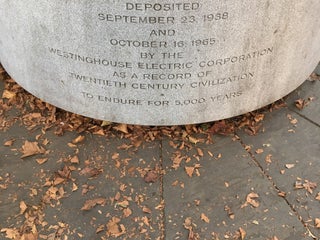 DEPOSITED
SEPTEMBER 23, 1938
AND
OCTOBER 16, 1965
BY THE
WESTINGHOUSE ELECTRIC CORPORATION
AS A RECORD OF
TWENTIETH CENTURY CIVILIZATION
TO ENDURE FOR 5,000 YEARS